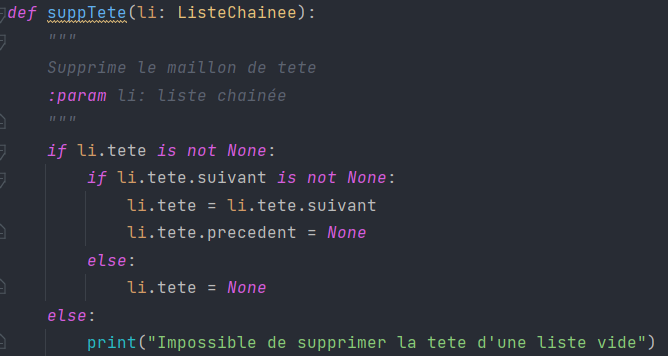 def suppTete(li: ListeChainee):
    """
    Supprime le maillon de tete
    :param li: liste chainée
    """
    if li.tete is not None:
        if li.tete.suivant is not None:
            li.tete = li.tete.suivant
            li.tete.precedent = None
        else:
            li.tete = None
    else:
        print("Impossible de supprimer la tete d'une liste vide")